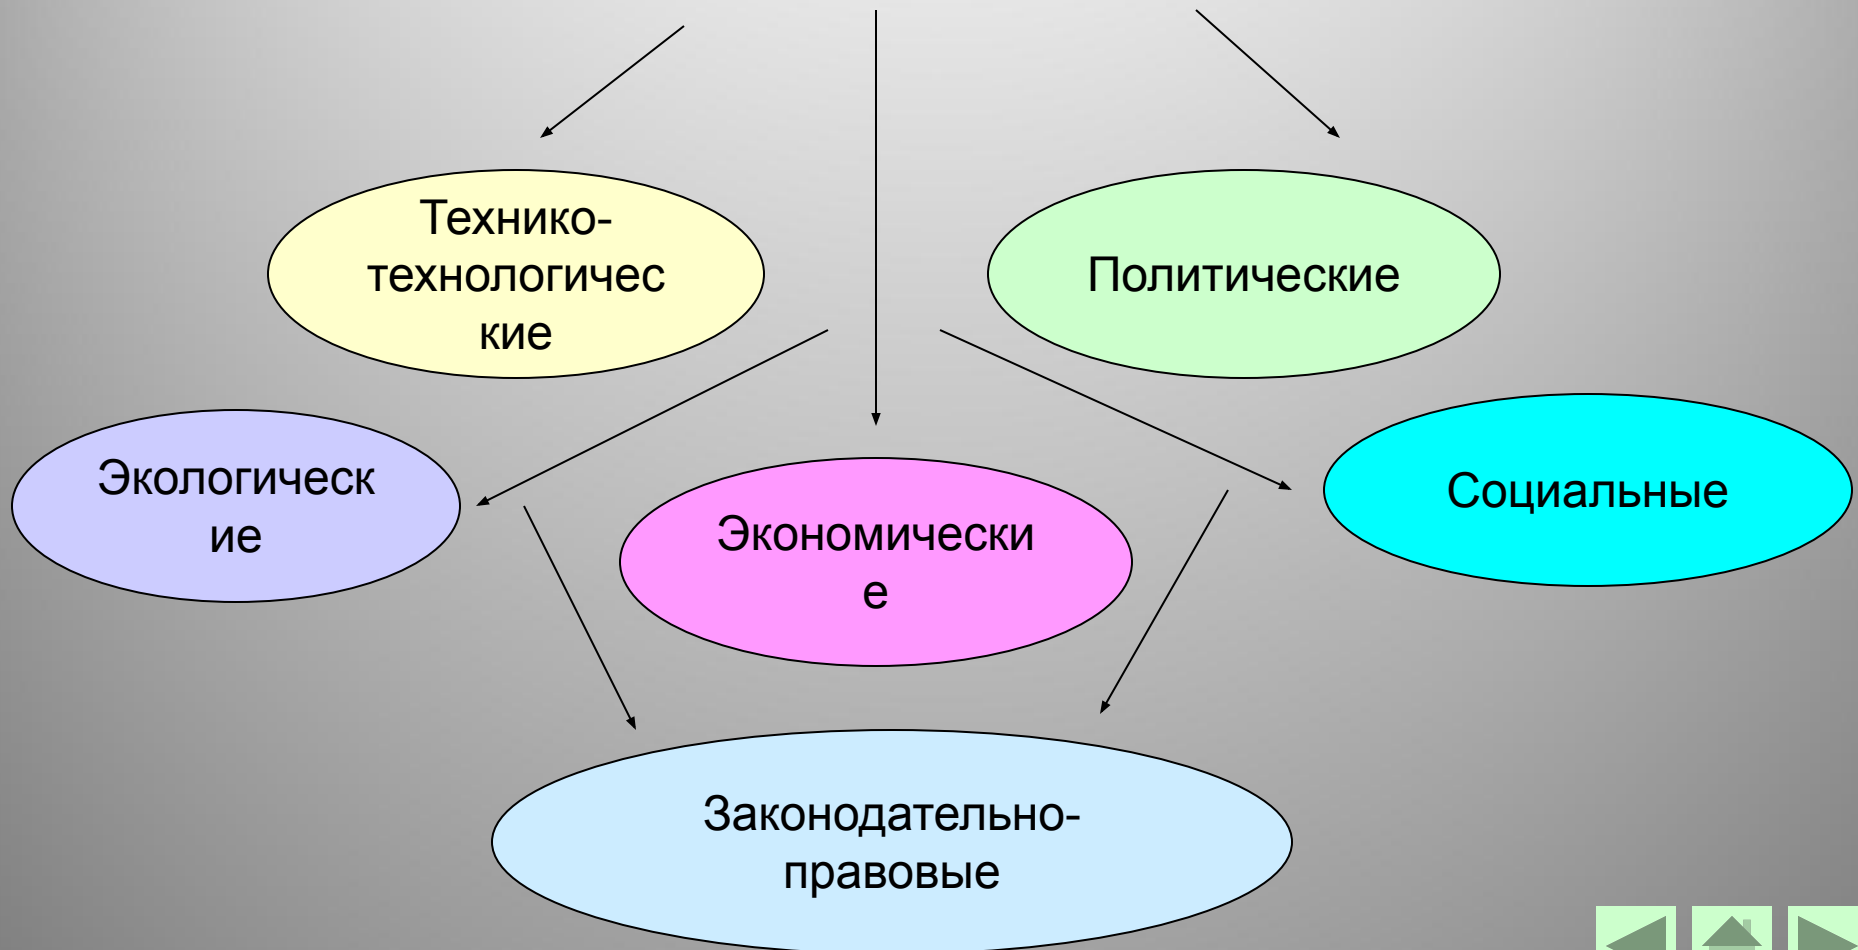 Технико-
технологичес
кие
Политические
Экологическ
ие
Экономически
е
Социальные
Законодательно-
правовые